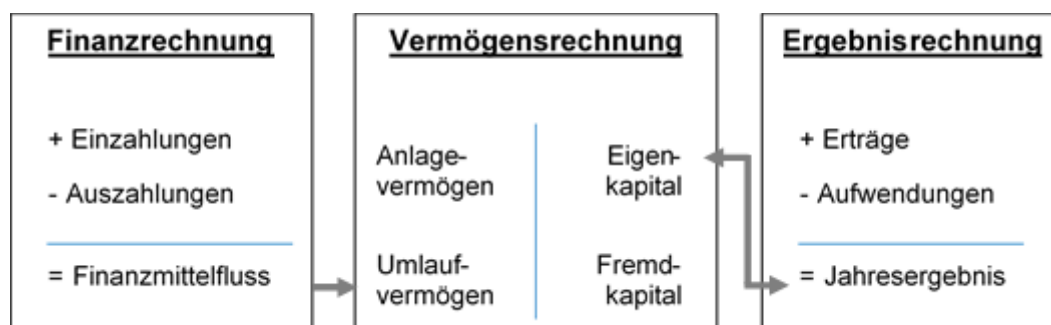 Finanzrechnung
+ Einzahlungen
- Auszahlungen
= Finanzmittelfluss
Vermögensrechnung
Anlage-
vermögen
Umlauf-
vermögen
Eigen-
kapital
Fremd-
kapital
Ergebnisrechnung
+ Erträge
- Aufwendungen
= Jahresergebnis